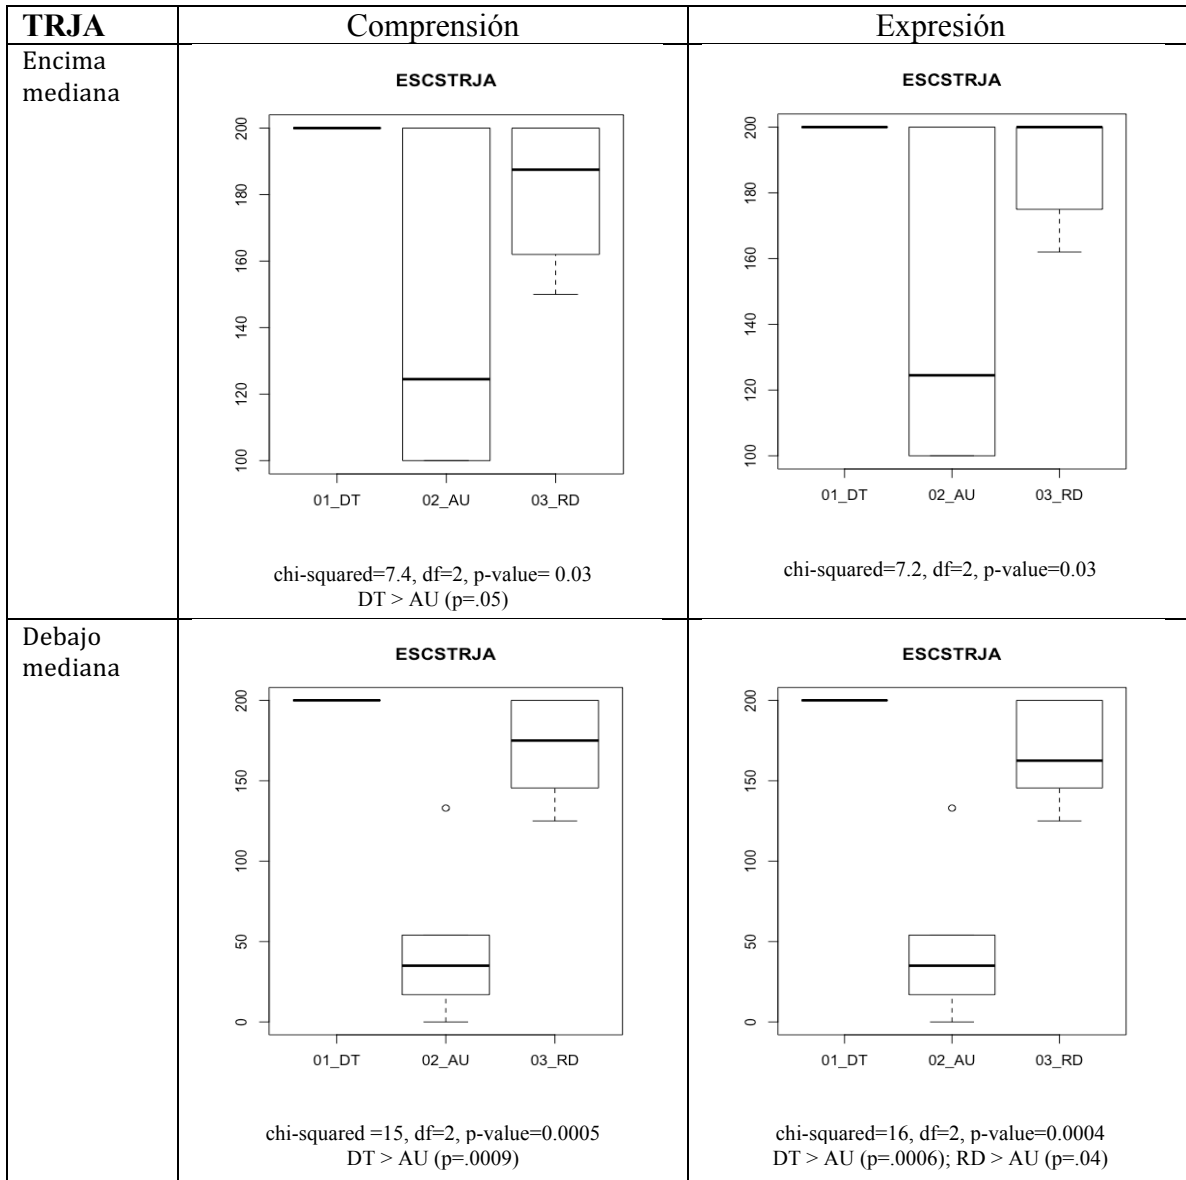 TRJA Comprensión Expresión
Encima
mediana
ESCSTRJA
200
180
160
140
120
100
01_DT 02_AU 03_RD
chi-squared=7.4, df=2, p-value= 0.03
DT > AU (p=.05)
ESCSTRJA
200
180
160
140
120
100
01_DT 02_AU 03_RD
chi-squared=7.2, df=2, p-value=0.03
Debajo
mediana
ESCSTRJA
200
150
100
50
0
01_DT 02_AU 03_RD
chi-squared =15, df=2, p-value=0.0005
DT > AU (p=.0009)
ESCSTRJA
200
150
100
50
0
01_DT 02_AU 03_RD
chi-squared=16, df=2, p-value=0.0004
DT > AU (p=.0006); RD > AU (p=.04)